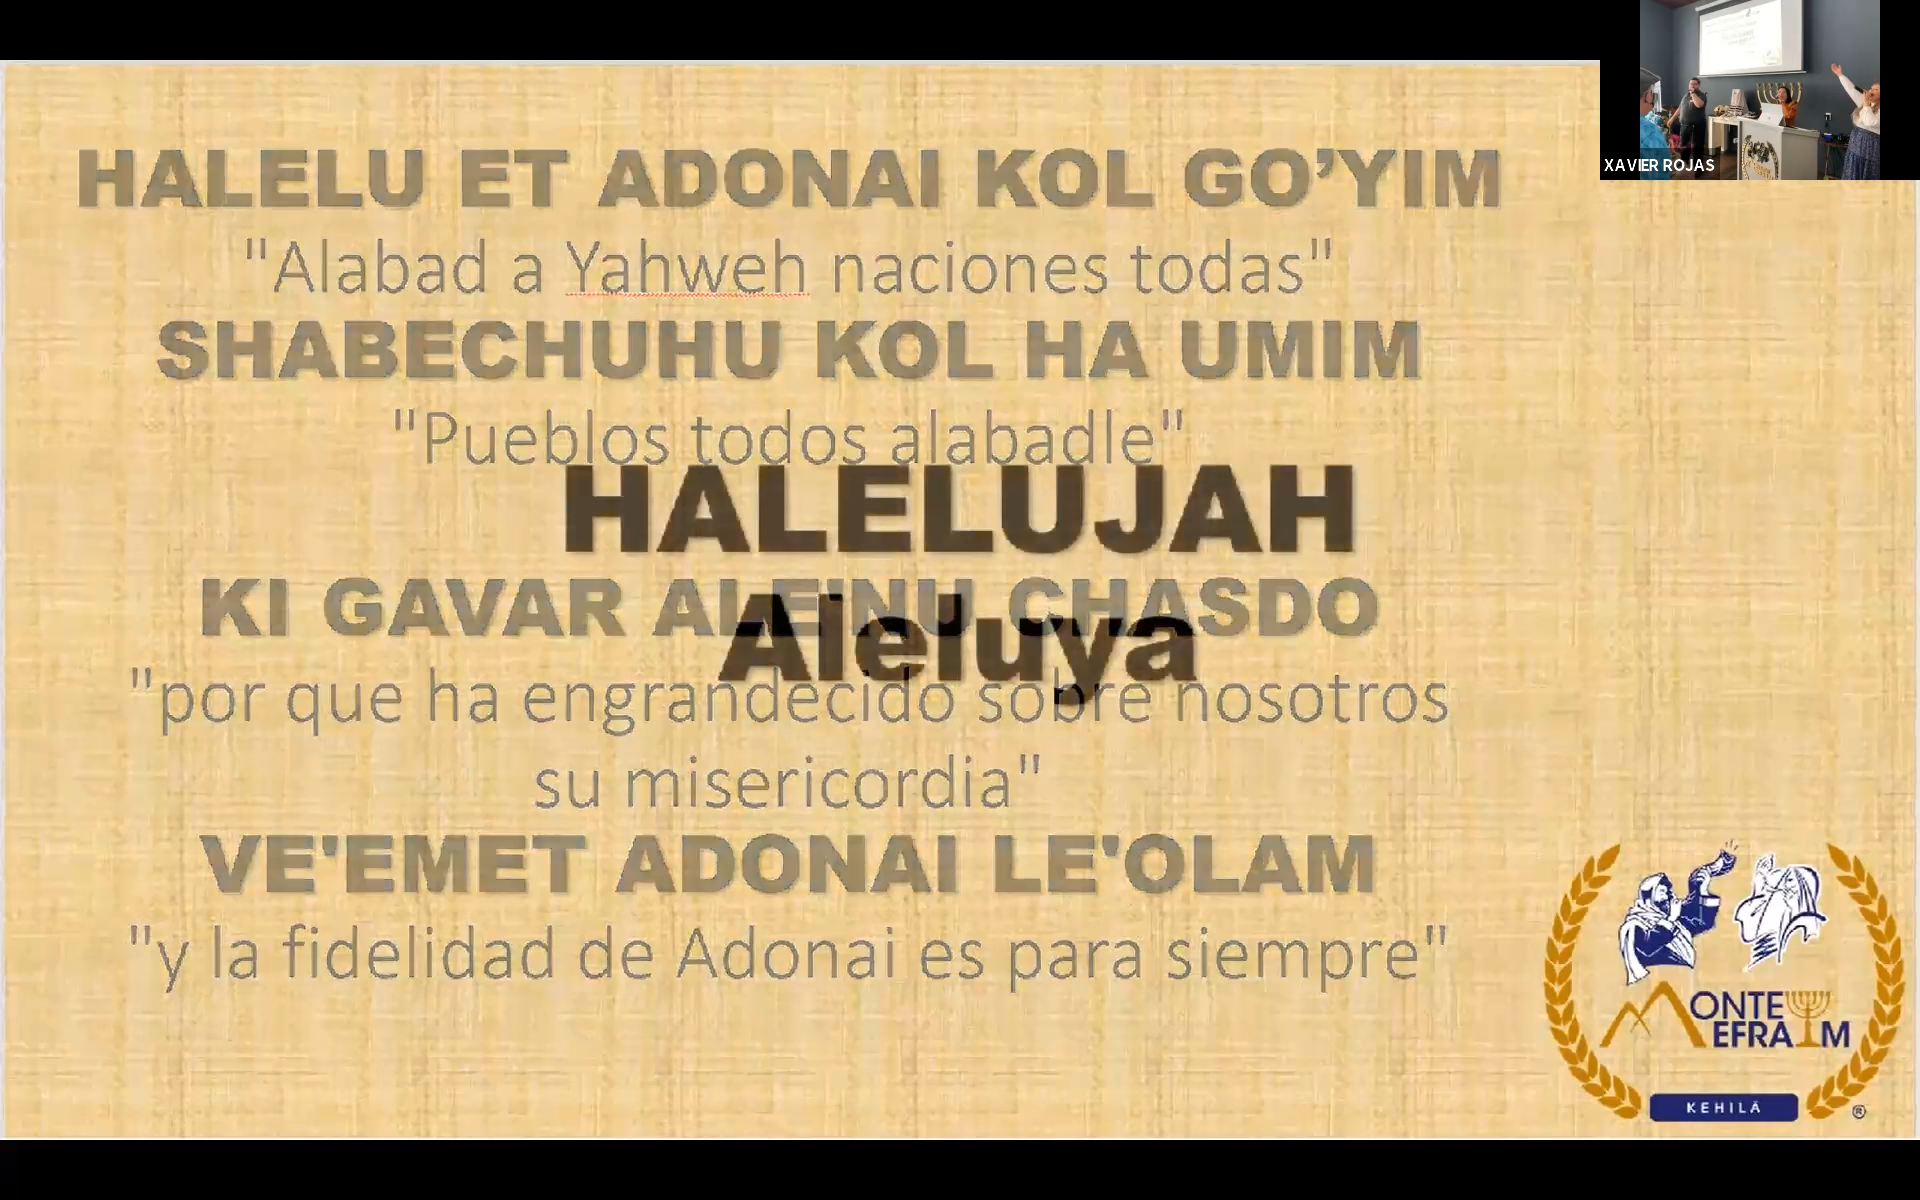 XAVIER ROJAS
HALELU ET ADONAI KOL GO’YIM
"Alabad a Yahweh naciones todas"
SHABECHUHU KOL HA UMIM
"Pueblos todos alabadle"
HALELUJAH
KI GAVAR ALE'NU CHASDO
Aleluya
"por que ha engrandecido sobre nosotros
su misericordia"
VE'EMET ADONAI LE'OLAM
"y la fidelidad de Adonai es para siempre"
MONTE
EFRAIM
KEHILÁ
®